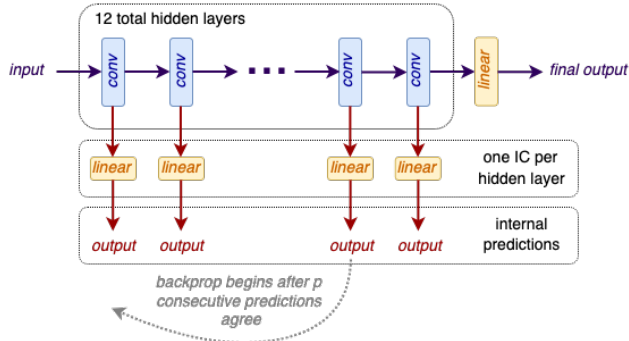 12 total hidden layers
input
conv
conv
conv
conv
linear
final output
linear
linear
linear
linear
one IC per
hidden layer
output
output
output
output
internal
predictions
backprop begins after p
consecutive predictions
agree